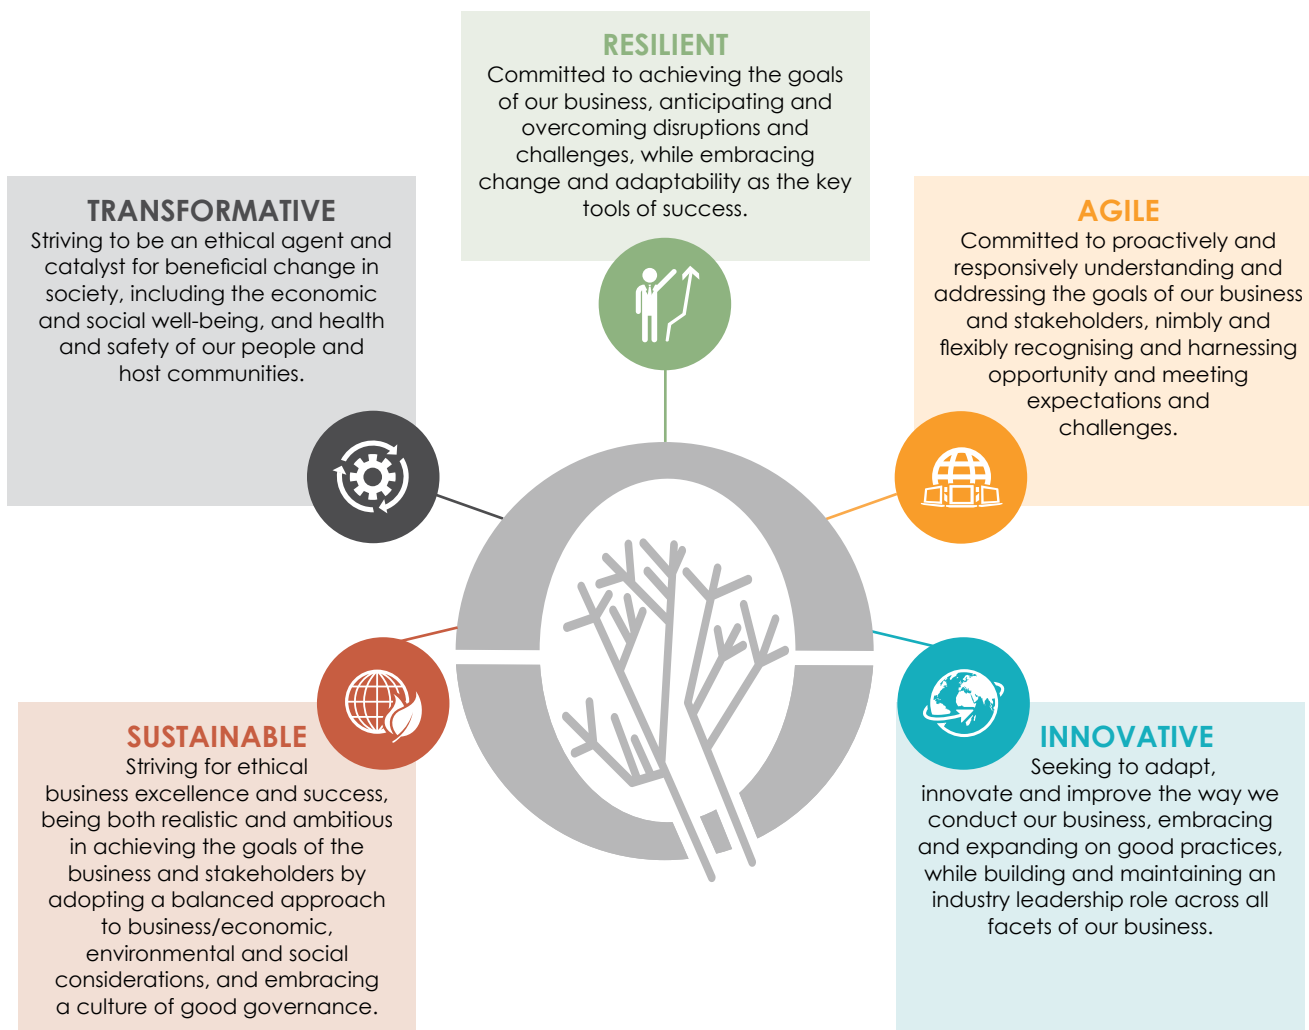 RESILIENT
Committed to achieving the goals
of our business, anticipating and
overcoming disruptions and
challenges, while embracing
change and adaptability as the key
tools of success.
TRANSFORMATIVE
Striving to be an ethical agent and
catalyst for beneficial change in
society, including the economic
and social well-being, and health
and safety of our people and
host communities.
AGILE
Committed to proactively and
responsively understanding and
addressing the goals of our business
and stakeholders, nimbly and
flexibly recognising and harnessing
opportunity and meeting
expectations and
challenges.
SUSTAINABLE
Striving for ethical
business excellence and success,
being both realistic and ambitious
in achieving the goals of the
business and stakeholders by
adopting a balanced approach
to business/economic,
environmental and social
considerations, and embracing
a culture of good governance.
INNOVATIVE
Seeking to adapt,
innovate and improve the way we
conduct our business, embracing
and expanding on good practices,
while building and maintaining an
industry leadership role across all
facets of our business.